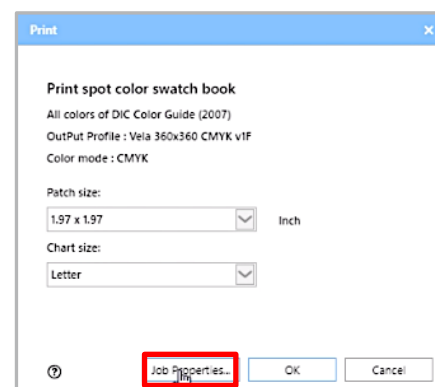 Print
Print spot color swatch book
All colors of DIC Color Guide (2007)
OutPut Profile : Vela 360x360 CMYK v1F
Color mode : CMYK
Patch size:
1.97 x 1.97 Inch
Chart size:
Letter
Job Properties... OK Cancel